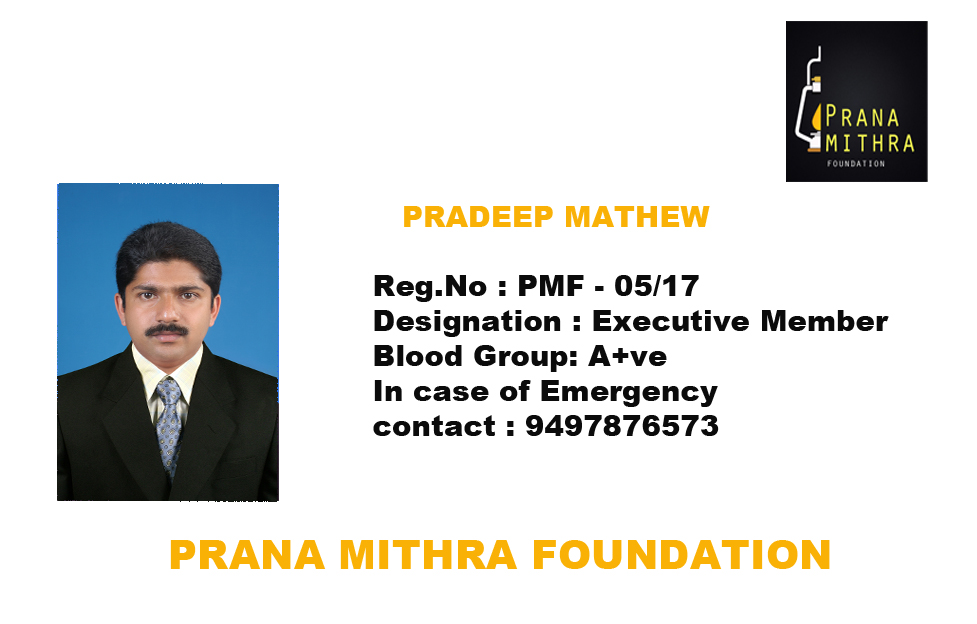 PRANA
MITHRA
FOUNDATION
PRADEEP MATHEW
Reg.No : PMF - 05/17
Designation : Executive Member
Blood Group: A+ve
In case of Emergency
contact : 9497876573
PRANA MITHRA FOUNDATION